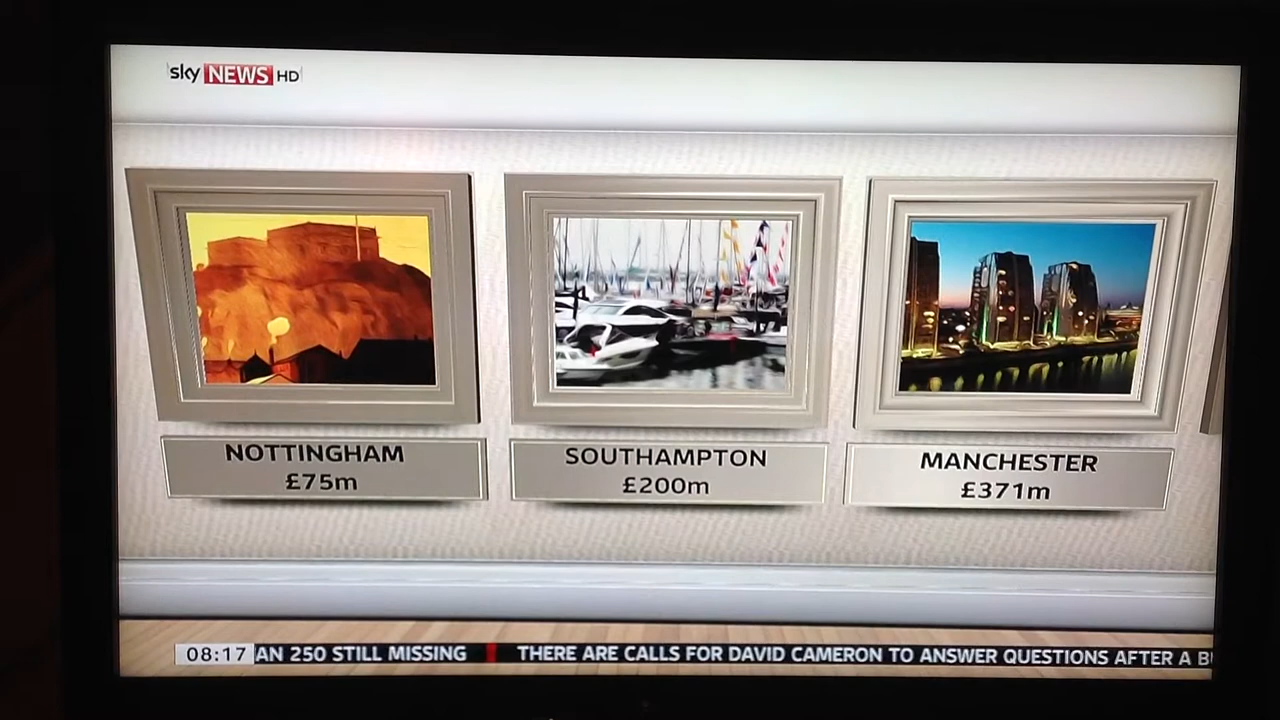 sky NEWS HD
NOTTINGHAM
£75m
SOUTHAMPTON
£200m
MANCHESTER
£371m
08:17 AN 250 STILL MISSING THERE ARE CALLS FOR DAVID CAMERON TO ANSWER QUESTIONS AFTER A